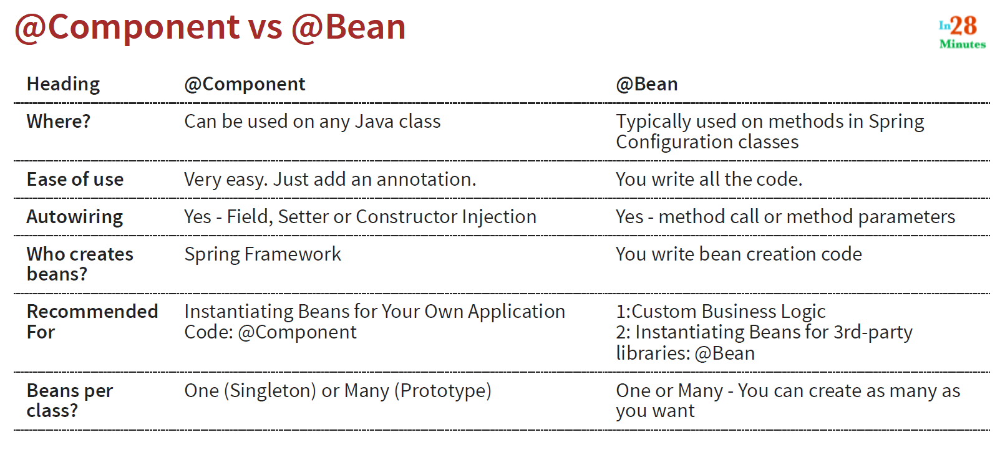 @Component vs @Bean
In28
Minutes
Heading @Component @Bean
Where? Can be used on any Java class Typically used on methods in Spring
Configuration classes
Ease of use Very easy. Just add an annotation. You write all the code.
Autowiring Yes - Field, Setter or Constructor Injection Yes - method call or method parameters
Who creates Spring Framework You write bean creation code
beans?
Recommended Instantiating Beans for Your Own Application 1:Custom Business Logic
For Code: @Component 2: Instantiating Beans for 3rd-party
libraries: @Bean
Beans per One (Singleton) or Many (Prototype) One or Many - You can create as many as
class? you want